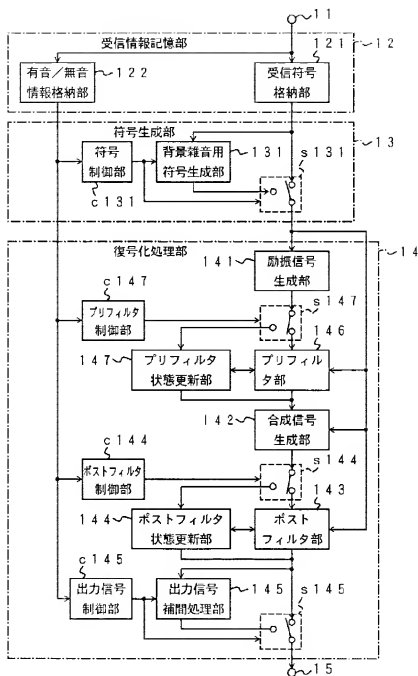 11
受信情報記憶部
121
12
122
有音／無音
情報格納部
受信符号
格納部
符号生成部
13
符号
制御部
背景雑音用
符号生成部
131
s131
c131
復号化処理部
14
141
励振信号
生成部
c147
s147
プリフィルタ
制御部
146
147
プリフィルタ
状態更新部
プリフィル
タ部
142
合成信号
生成部
c144
s144
ポストフィルタ
制御部
143
144
ポストフィルタ
状態更新部
ポスト
フィルタ部
c145
出力信号
制御部
出力信号
補間処理部
145
s145
15